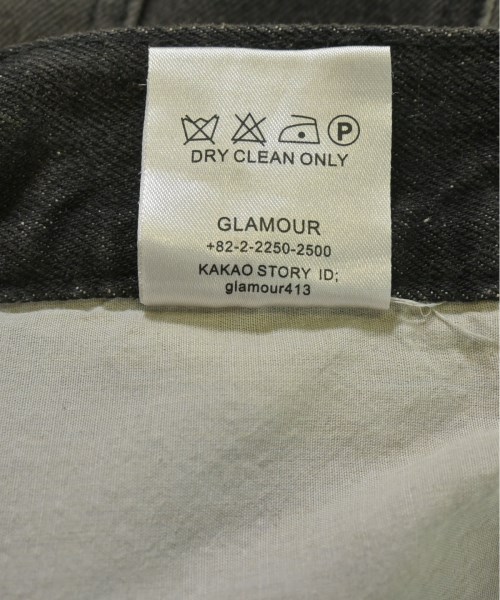 P
DRY CLEAN ONLY
GLAMOUR
+82-2-2250-2500
KAKAO STORY ID;
glamour413